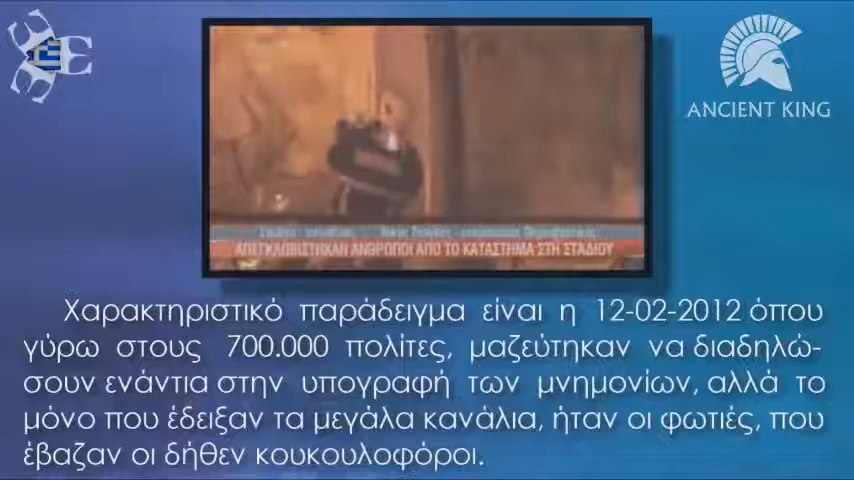 ANCIENT KING
ΑΠΕΓΚΛΩΒΙΣΤΗΚΑΝ ΑΝΘΡΩΠΟΙ ΑΠΟ ΤΟ ΚΑΤΑΣΤΗΜΑ ΣΤΗ ΣΤΑΔΙΟΥ
Χαρακτηριστικό παράδειγμα είναι η 12-02-2012 όπου
γύρω στους 700.000 πολίτες, μαζεύτηκαν να διαδηλώ-
σουν ενάντια στην υπογραφή των μνημονίων, αλλά το
μόνο που έδειξαν τα μεγάλα κανάλια, ήταν οι φωτιές, που
έβαζαν οι δήθεν κουκουλοφόροι.